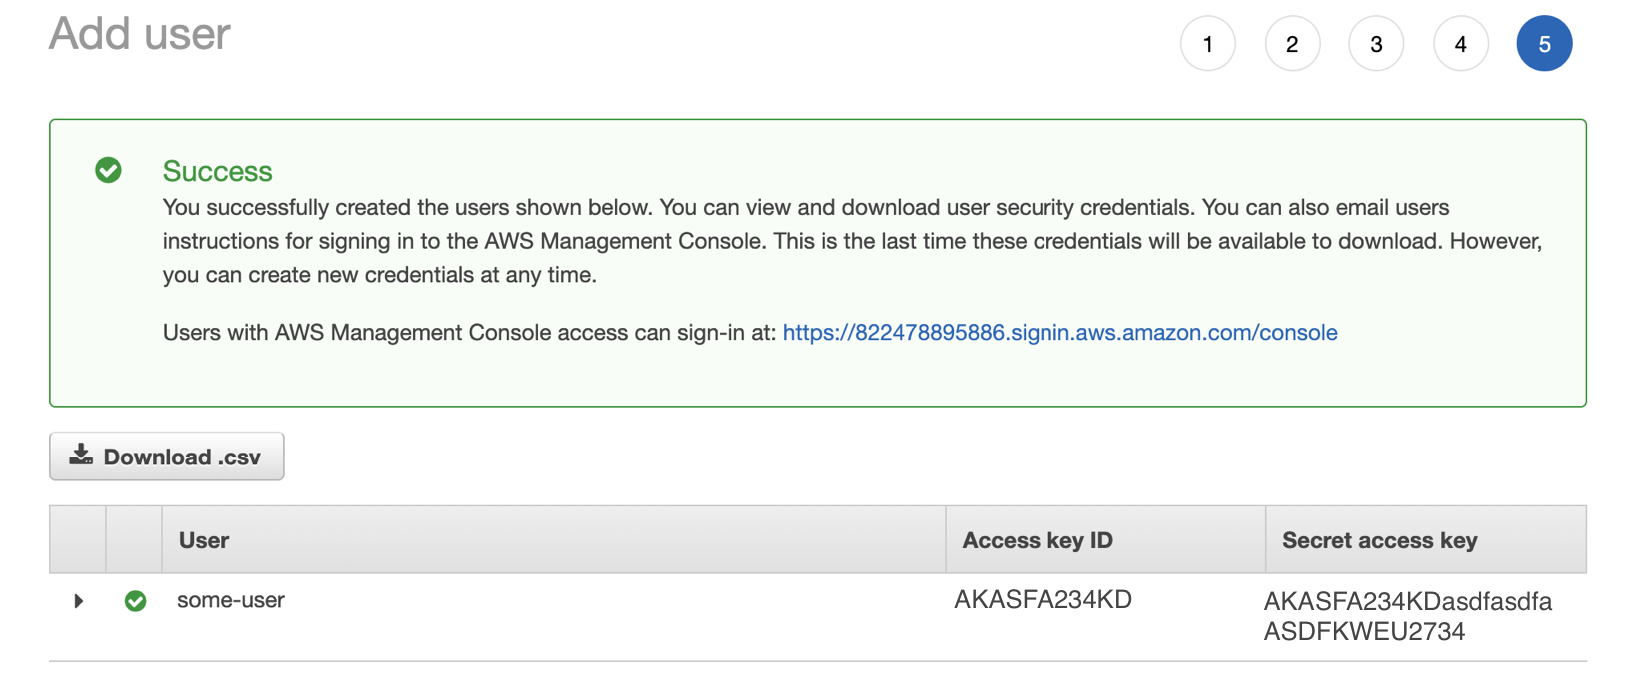 Add user
1 2 3 4 5
Success
You successfully created the users shown below. You can view and download user security credentials. You can also email users
instructions for signing in to the AWS Management Console. This is the last time these credentials will be available to download. However,
you can create new credentials at any time.
Users with AWS Management Console access can sign-in at: https://822478895886.signin.aws.amazon.com/console
Download .csv
User Access key ID Secret access key
some-user AKASFA234KD AKASFA234KDasdfasdfa
ASDFKWEU2734